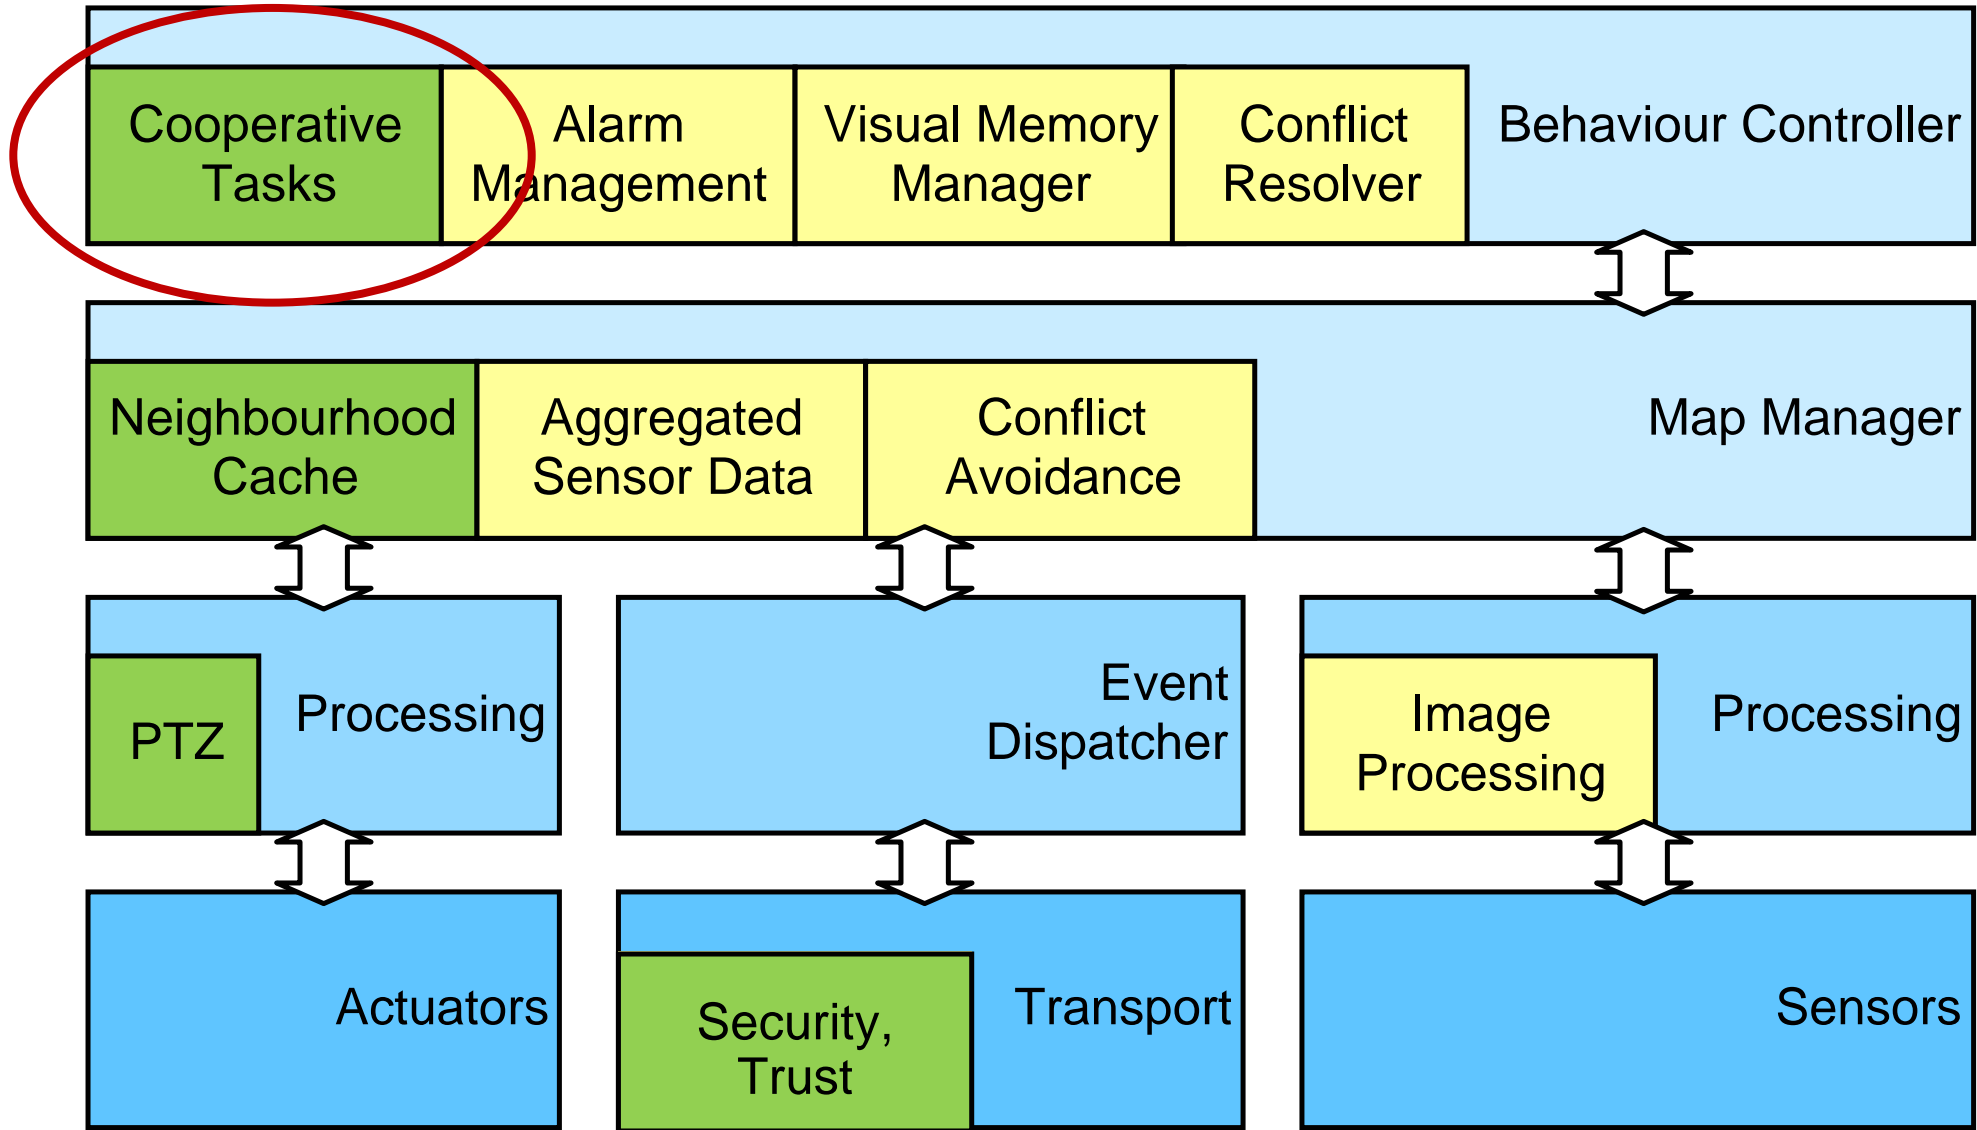 Cooperative
Tasks
Alarm
Management
Visual Memory
Manager
Conflict
Resolver
Behaviour Controller
Neighbourhood
Cache
Aggregated
Sensor Data
Conflict
Avoidance
Map Manager
PTZ
Processing
Event
Dispatcher
Image
Processing
Processing
Actuators
Security,
Trust
Transport
Sensors